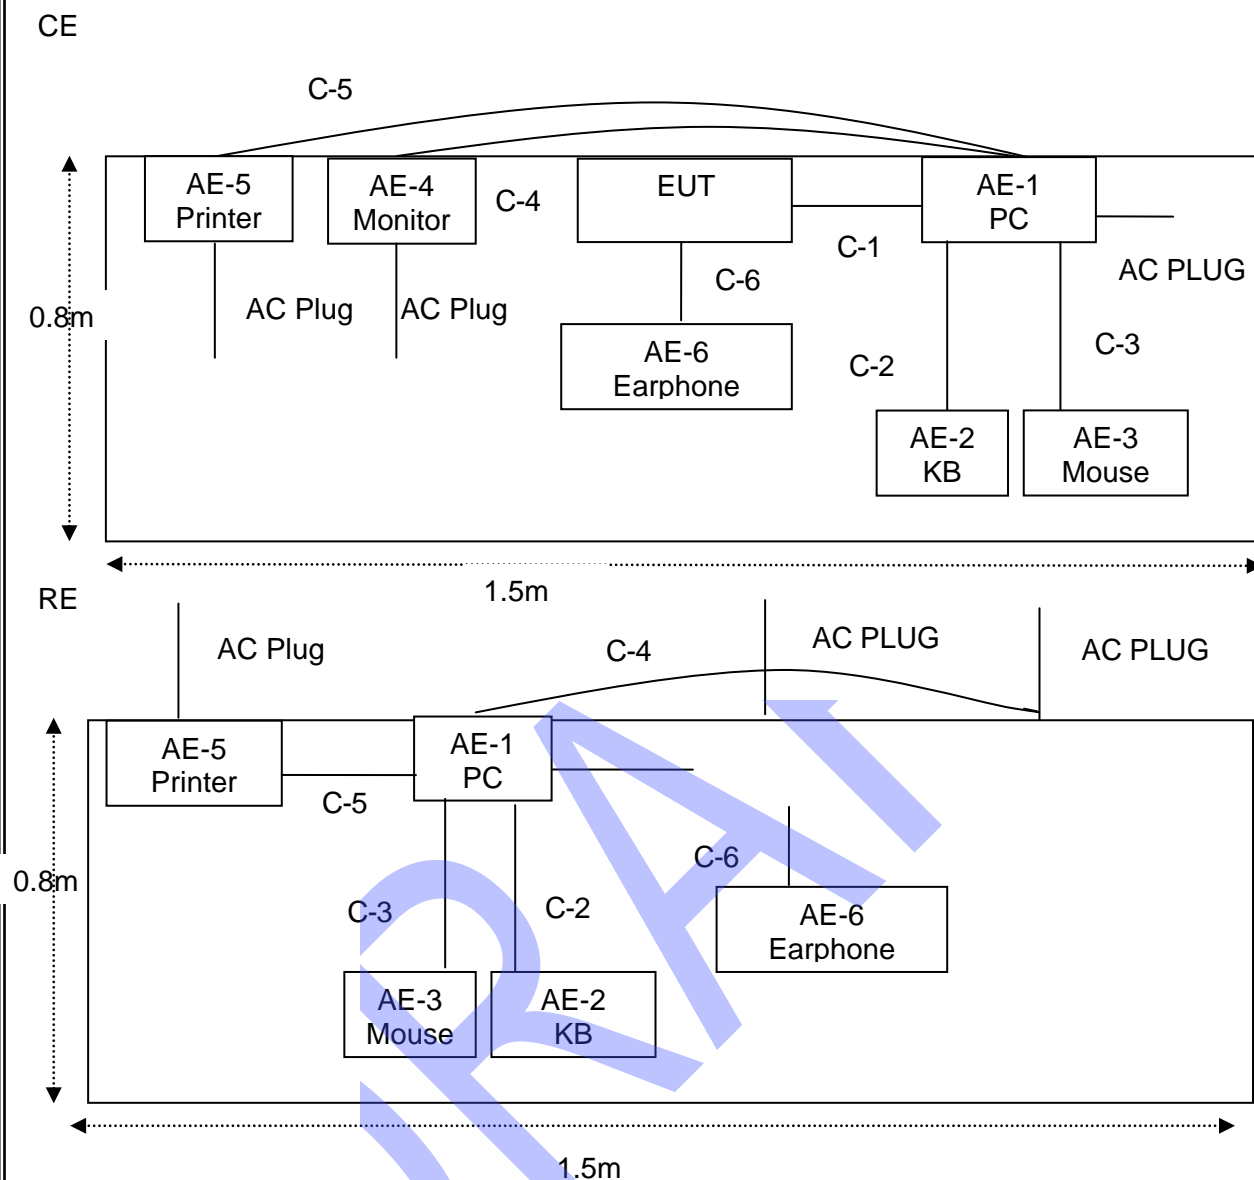 CE
C-5
AE-5
Printer
AE-4
Monitor
C-4
EUT
AE-1
PC
C-1
AC PLUG
C-6
AC Plug
AC Plug
0.8m
AE-6
Earphone
C-2
C-3
AE-2
KB
AE-3
Mouse
1.5m
RE
AC Plug
C-4
AC PLUG
AC PLUG
AE-5
Printer
AE-1
PC
C-5
C-6
0.8m
C-3
C-2
AE-6
Earphone
AE-3
Mouse
AE-2
KB
1.5m